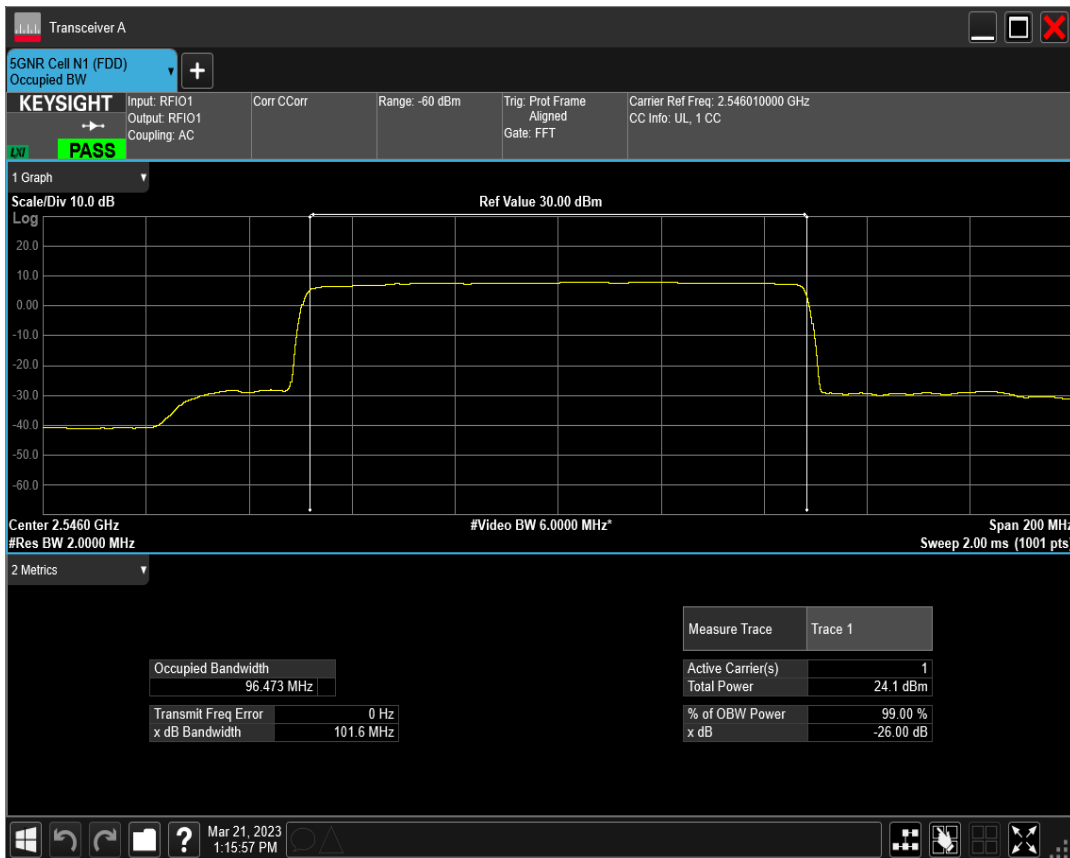 Transceiver A
5GNR Cell N1 (FDD)
Occupied BW
+
KEYSIGHT
LXI
PASS
Input: RFIO1
Output: RFIO1
Coupling: AC
Corr CCorr
Range: -60 dBm
Trig: Prot Frame
Aligned
Gate: FFT
Carrier Ref Freq: 2.546010000 GHz
CC Info: UL, 1 CC
1 Graph
Scale/Div 10.0 dB
Ref Value 30.00 dBm
Log
20.0
10.0
0.00
-10.0
-20.0
-30.0
-40.0
-50.0
-60.0
Center 2.5460 GHz
#Video BW 6.0000 MHz*
Span 200 MHz
#Res BW 2.0000 MHz
Sweep 2.00 ms (1001 pts)
2 Metrics
Measure Trace Trace 1
Occupied Bandwidth
96.473 MHz
Active Carrier(s) 1
Total Power 24.1 dBm
Transmit Freq Error 0 Hz
x dB Bandwidth 101.6 MHz
% of OBW Power 99.00 %
x dB -26.00 dB
?
Mar 21, 2023
1:15:57 PM